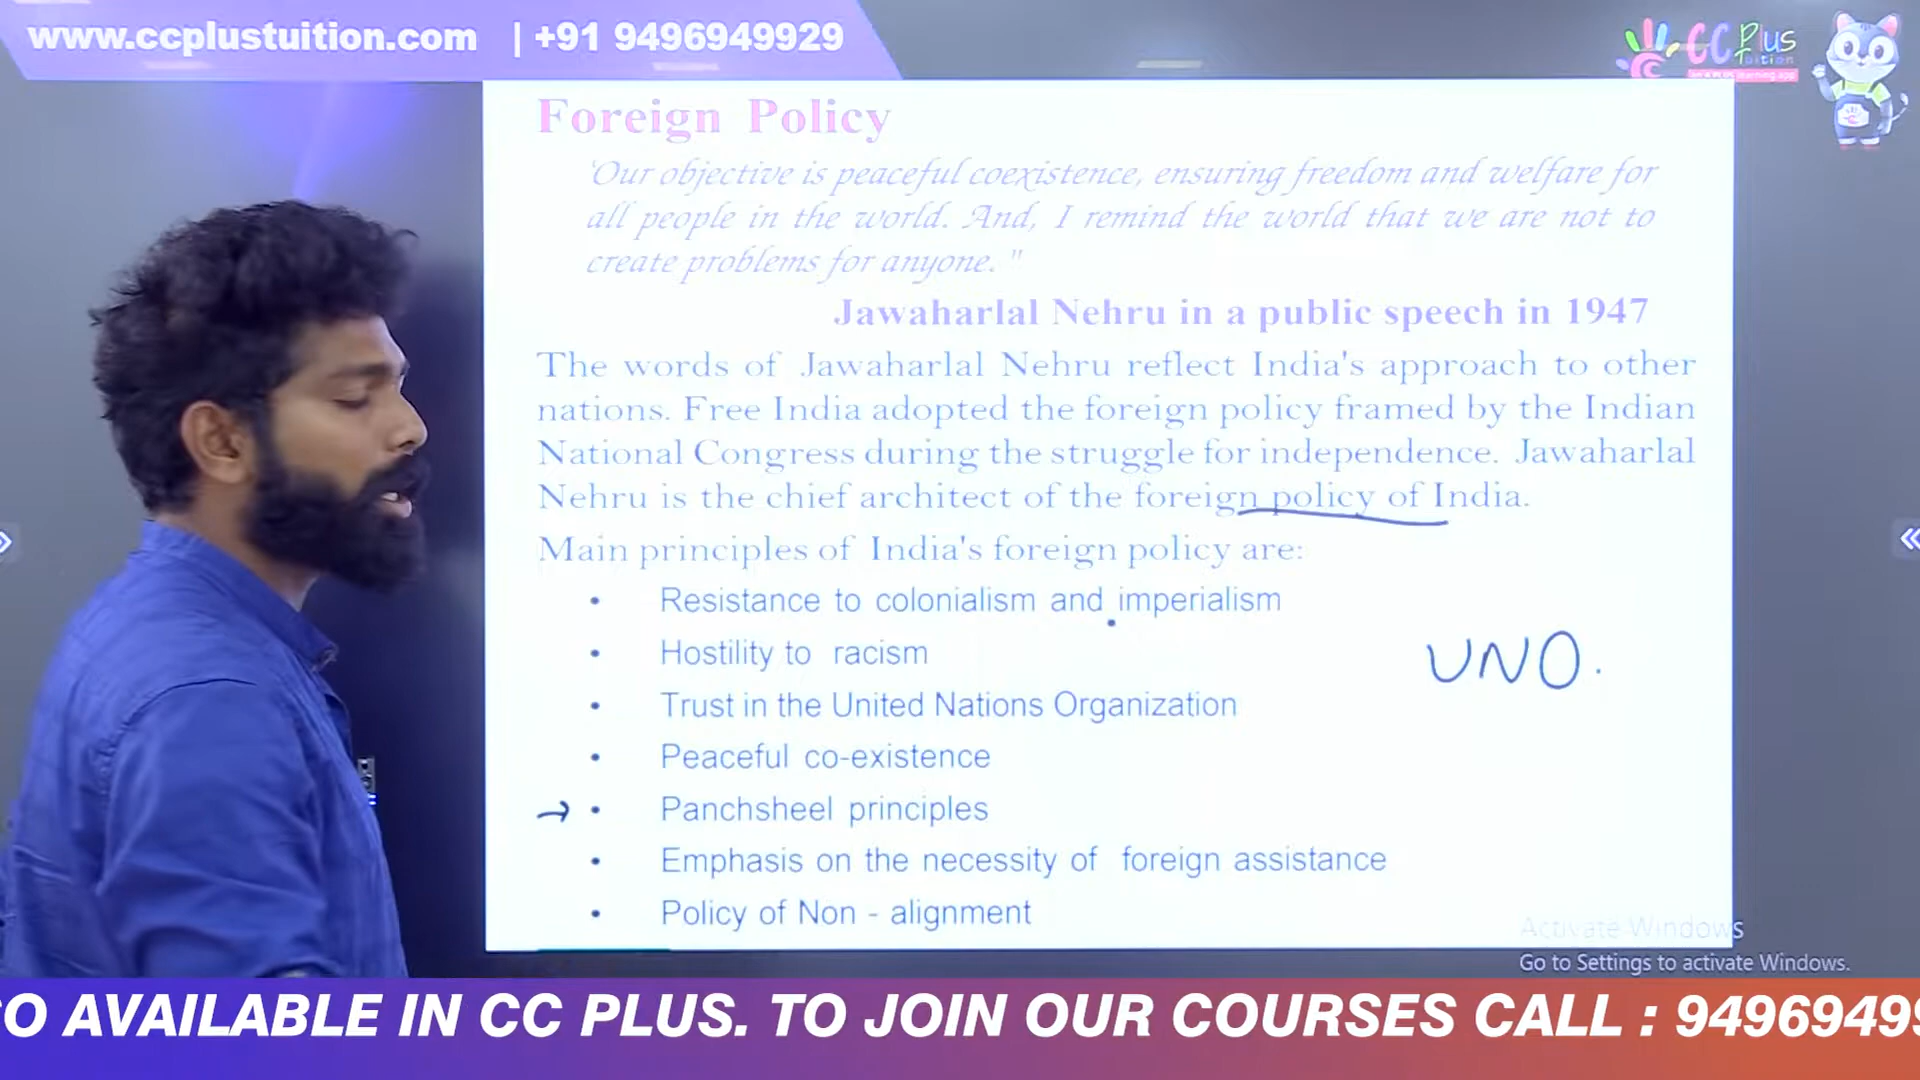 www.ccplustuition.com | +91 9496949929
CC Plus
Tuition
Foreign Policy
'Our objective is peaceful coexistence, ensuring freedom and welfare for
all people in the world. And, I remind the world that we are not to
create problems for anyone. "
Jawaharlal Nehru in a public speech in 1947
The words of Jawaharlal Nehru reflect India's approach to other
nations. Free India adopted the foreign policy framed by the Indian
National Congress during the struggle for independence. Jawaharlal
Nehru is the chief architect of the foreign policy of India.
Main principles of India's foreign policy are:
• Resistance to colonialism and imperialism
• Hostility to racism
UNO.
• Trust in the United Nations Organization
• Peaceful co-existence
→ • Panchsheel principles
• Emphasis on the necessity of foreign assistance
• Policy of Non - alignment
Activate Windows
Go to Settings to activate Windows.
SO AVAILABLE IN CC PLUS. TO JOIN OUR COURSES CALL : 9496949